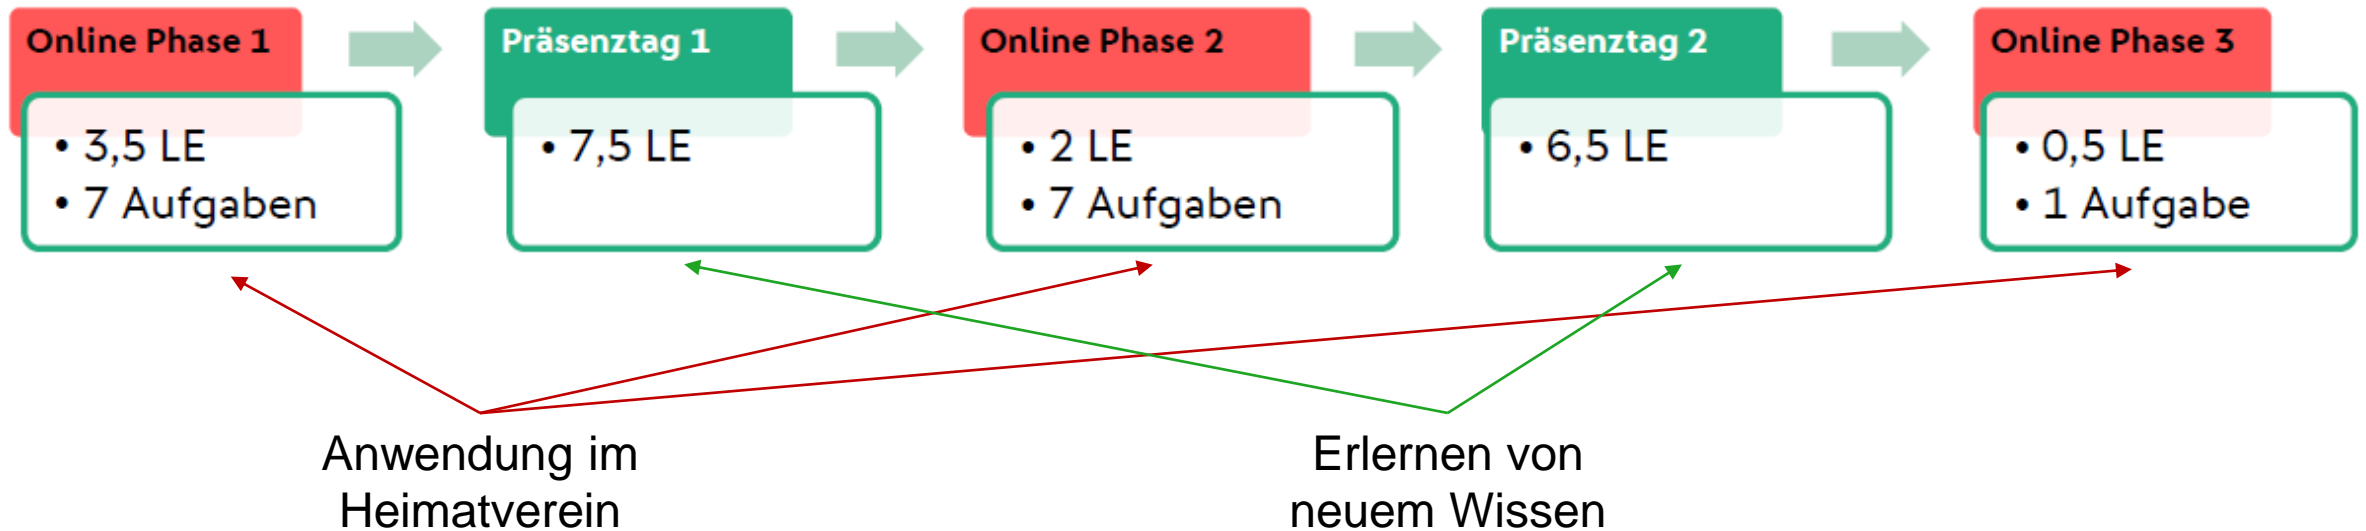 Online Phase 1
• 3,5 LE
• 7 Aufgaben
Präsenztag 1
• 7,5 LE
Online Phase 2
• 2 LE
• 7 Aufgaben
Präsenztag 2
• 6,5 LE
Online Phase 3
• 0,5 LE
• 1 Aufgabe
Anwendung im
Heimatverein
Erlernen von
neuem Wissen